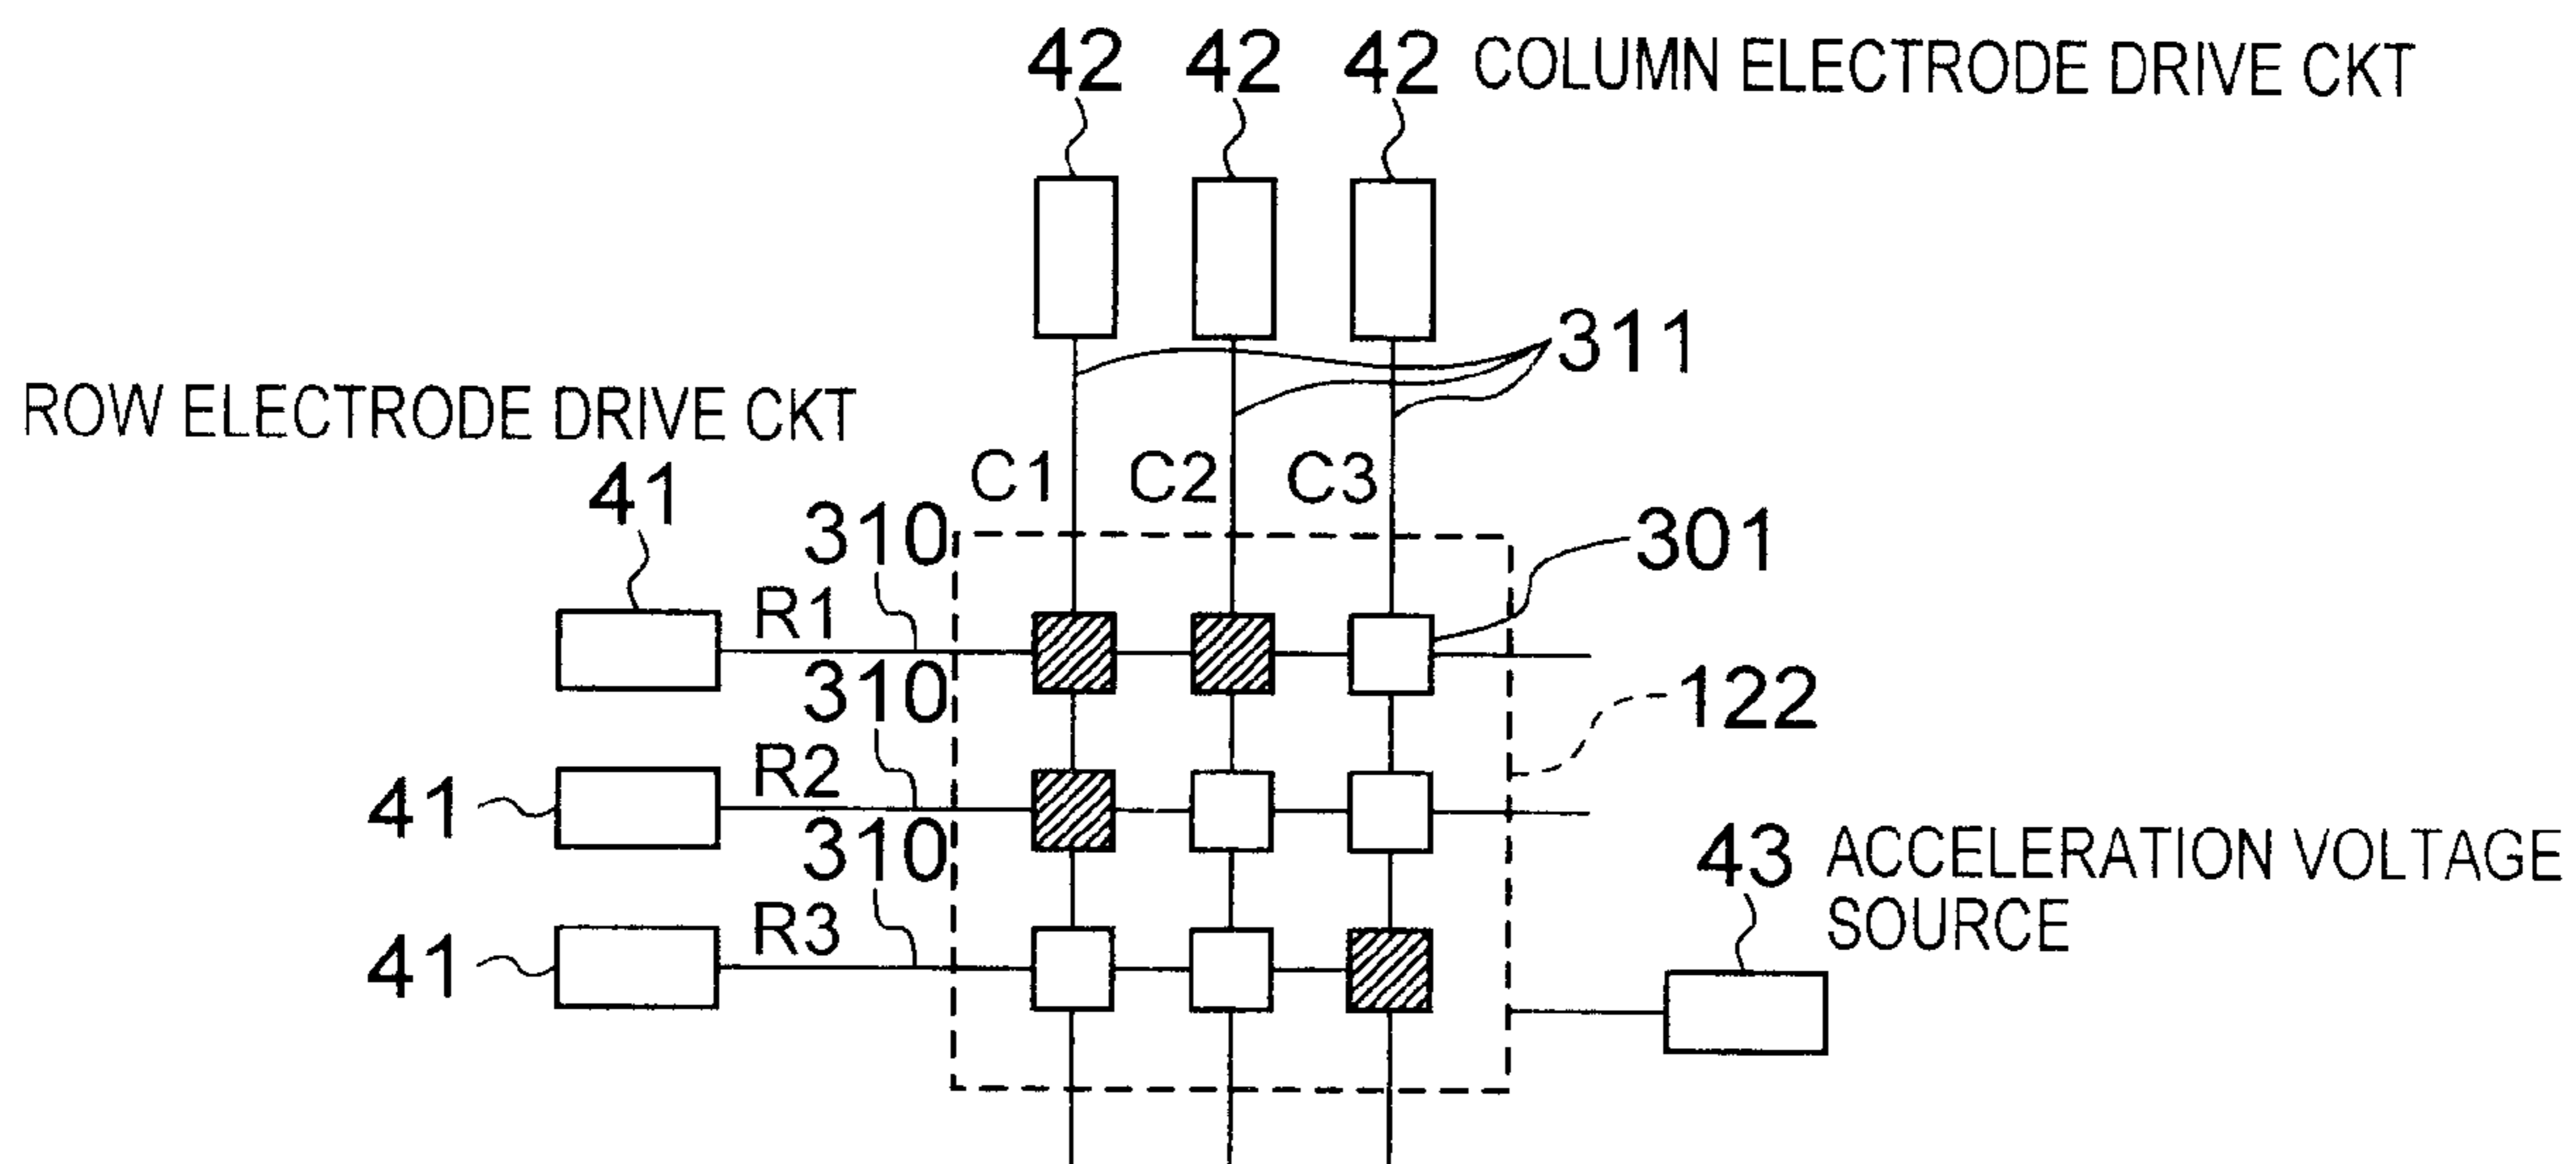 42 42 42 COLUMN ELECTRODE DRIVE CKT
311
ROW ELECTRODE DRIVE CKT
C1 C2 C3
41
310
301
R1
310
122
R2
41
310
43 ACCELERATION VOLTAGE
SOURCE
R3
41